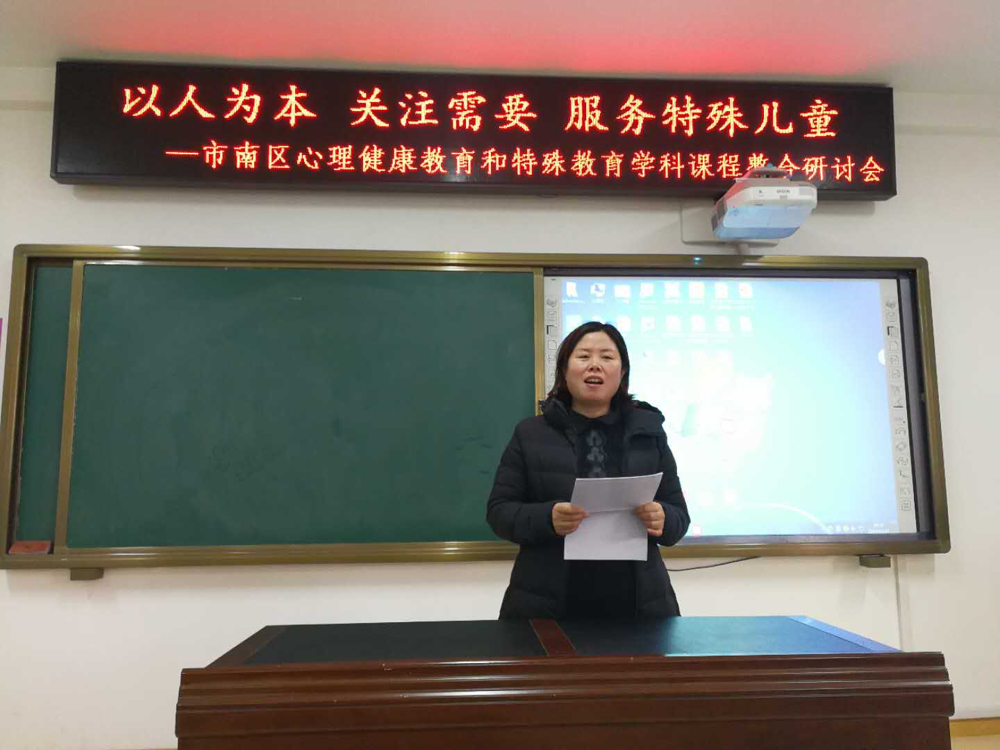 以人为本 关注需要 服务特殊儿童
—市南区心理健康教育和特殊教育学科课程整合研讨会
EPSON